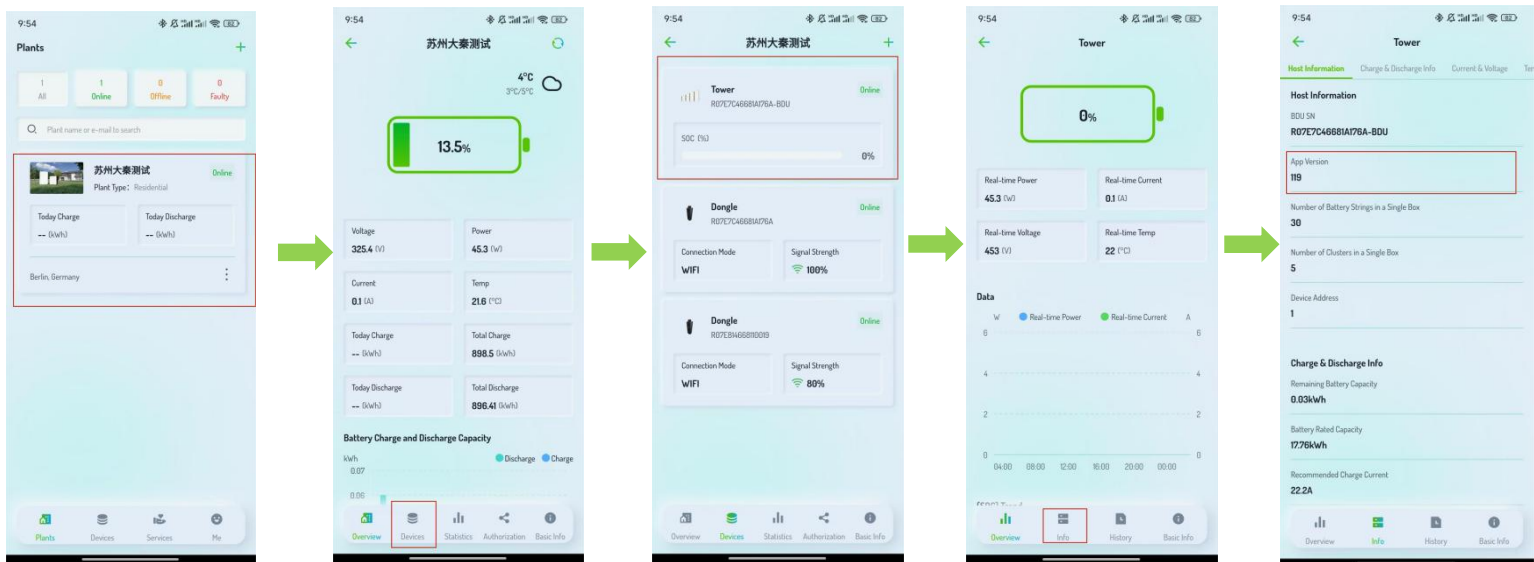 9:54
82
Plants
+
1
All
1
Online
0
Offline
0
Faulty
Plant name or e-mail to search
苏州大秦测试
Online
Plant Type： Residential
Today Charge
-- (kWh)
Today Discharge
-- (kWh)
Berlin, Germany
Plants
Devices
Services
Me
9:54
82
苏州大秦测试
4°C
3°C/5°C
13.5%
Voltage
325.4 (V)
Power
45.3 (W)
Current
0.1 (A)
Temp
21.6 (°C)
Today Charge
-- (kWh)
Total Charge
898.5 (kWh)
Today Discharge
-- (kWh)
Total Discharge
896.41 (kWh)
Battery Charge and Discharge Capacity
kWh
Discharge
Charge
0.07
0.06
Overview
Devices
Statistics
Authorization
Basic Info
9:54
82
苏州大秦测试
+
Tower
Online
R07E7C46681A176A-BDU
SOC (%)
0%
Dongle
Online
R07E7C46681A176A
Connection Mode
WIFI
Signal Strength
100%
Dongle
Online
R07E814668110019
Connection Mode
WIFI
Signal Strength
80%
Overview
Devices
Statistics
Authorization
Basic Info
9:54
82
Tower
0%
Real-time Power
45.3 (W)
Real-time Current
0.1 (A)
Real-time Voltage
453 (V)
Real-time Temp
22 (°C)
Data
W
Real-time Power
Real-time Current
A
6
6
4
4
2
2
0
0
04:00 08:00 12:00 16:00 20:00 00:00
Overview
Info
History
Basic Info
9:54
82
Tower
Host Information
Charge & Discharge Info
Current & Voltage
Host Information
BDU SN
R07E7C46681A176A-BDU
App Version
119
Number of Battery Strings in a Single Box
30
Number of Clusters in a Single Box
5
Device Address
1
Charge & Discharge Info
Remaining Battery Capacity
0.03kWh
Battery Rated Capacity
17.76kWh
Recommended Charge Current
22.2A
Overview
Info
History
Basic Info